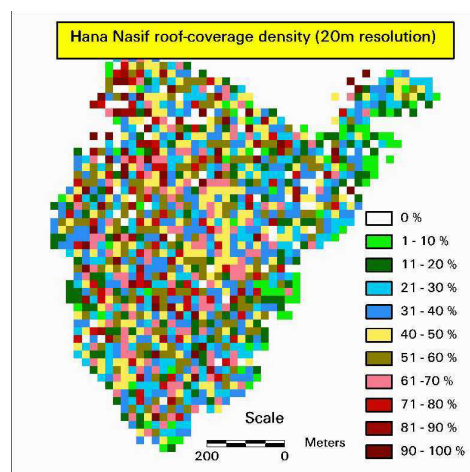 Hana Nasif roof-coverage density (20m resolution)
0 %
1 - 10 %
11 - 20 %
21 - 30 %
31 - 40 %
40 - 50 %
51 - 60 %
61 -70 %
71 - 80 %
81 - 90 %
90 - 100 %
Scale
Meters
200 0